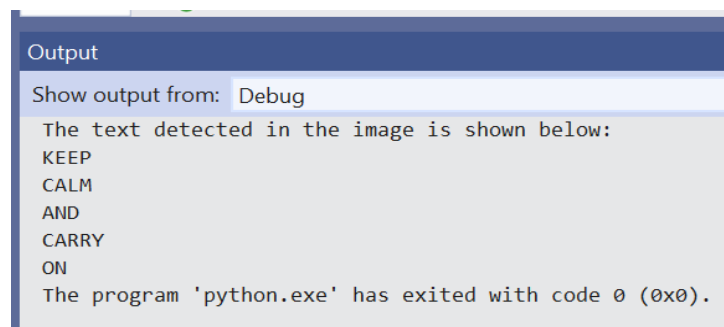 Output
Show output from: Debug
The text detected in the image is shown below:
KEEP
CALM
AND
CARRY
ON
The program 'python.exe' has exited with code 0 (0x0).